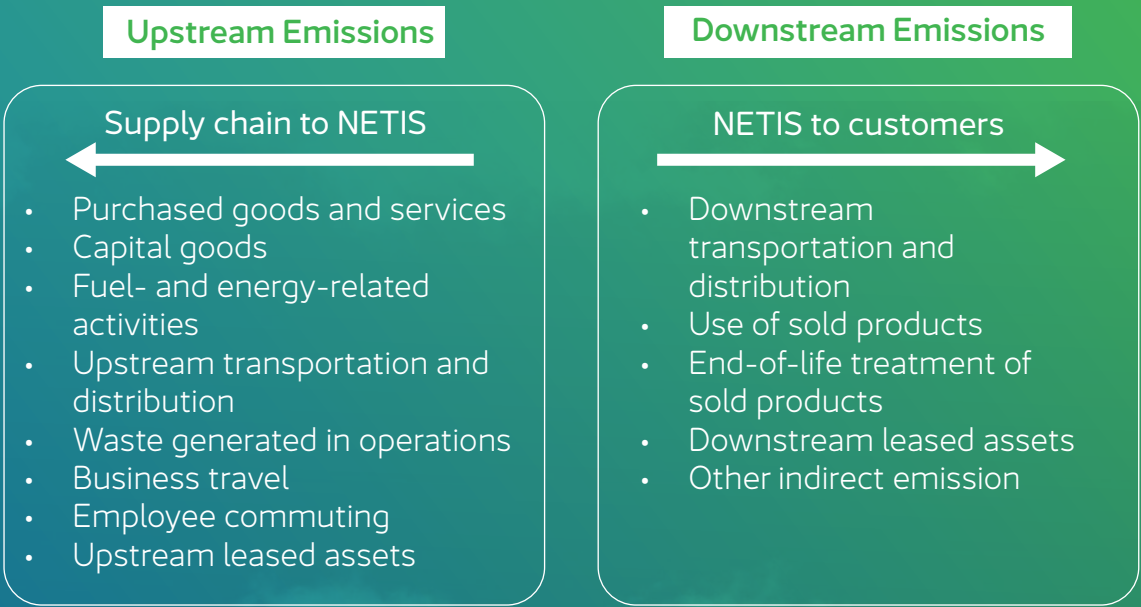 Upstream Emissions
Supply chain to NETIS
• Purchased goods and services
• Capital goods
• Fuel- and energy-related
activities
• Upstream transportation and
distribution
• Waste generated in operations
• Business travel
• Employee commuting
• Upstream leased assets
Downstream Emissions
NETIS to customers
• Downstream
transportation and
distribution
• Use of sold products
• End-of-life treatment of
sold products
• Downstream leased assets
• Other indirect emission